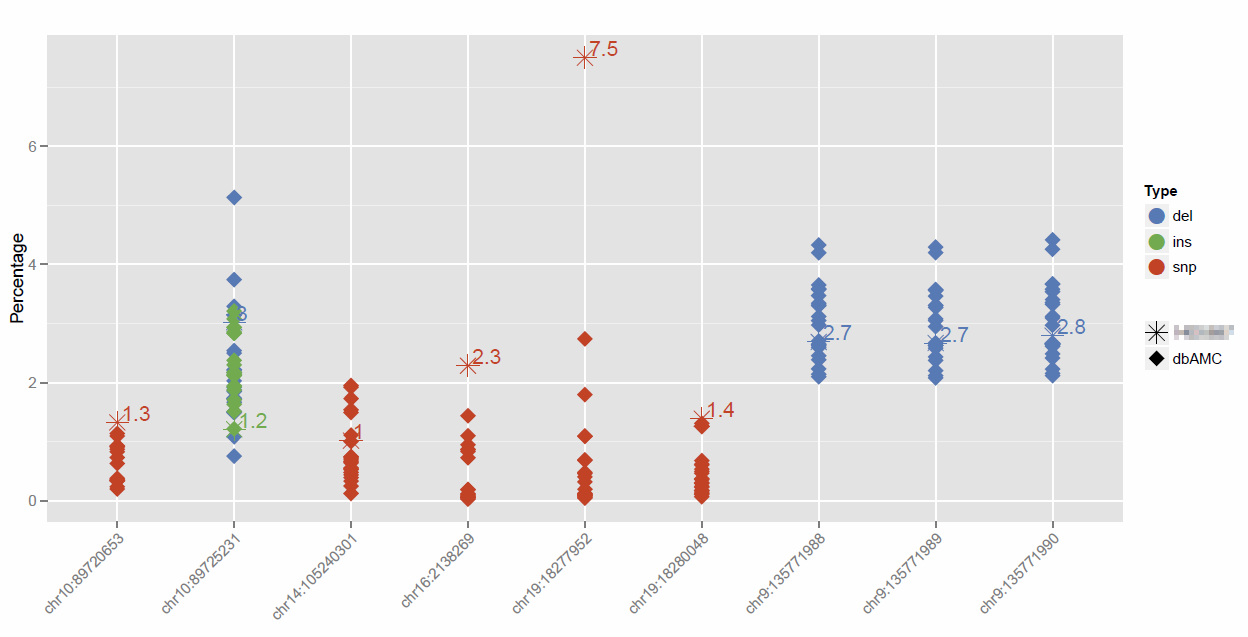 7.5
6
4
2
0
Percentage
3
1.2
1.3
1
2.3
1.4
2.7
2.7
2.8
chr10:89720653
chr10:89725231
chr14:105240301
chr16:2138269
chr19:18277952
chr19:18280048
chr9:135771988
chr9:135771989
chr9:135771990
Type
del
ins
snp
dbAMC